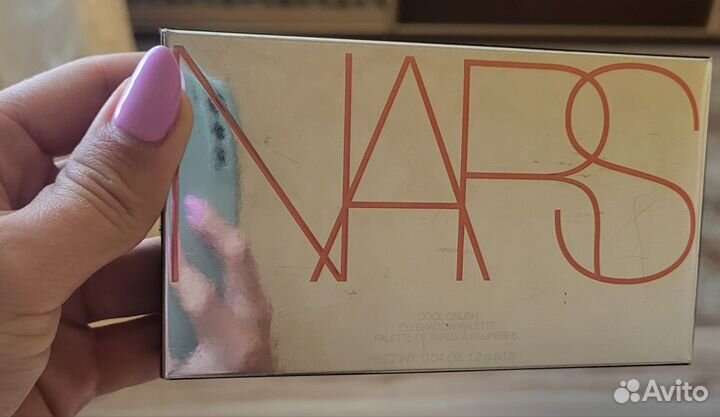 NARS
COOL CRUSH
EYESHADOW PALETTE
PALETTE DE FARDS À PAUPIÈRES
NET WT. 0.04 Oz. 1.2 g (x12)
Avito